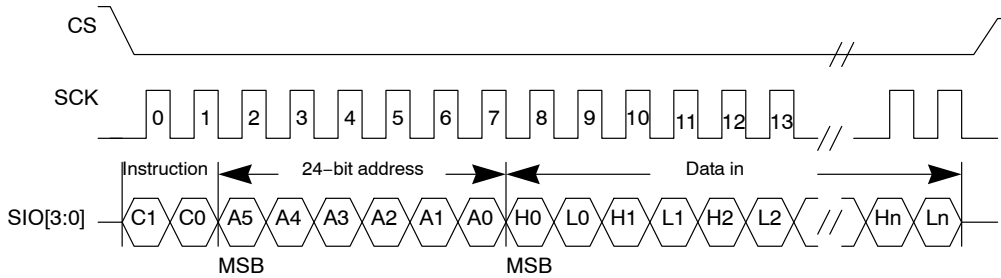 CS
SCK 0 1 2 3 4 5 6 7 8 9 10 11 12 13
Instruction 24−bit address Data in
SIO[3:0] C1 C0 A5 A4 A3 A2 A1 A0 H0 L0 H1 L1 H2 L2 Hn Ln
MSB MSB